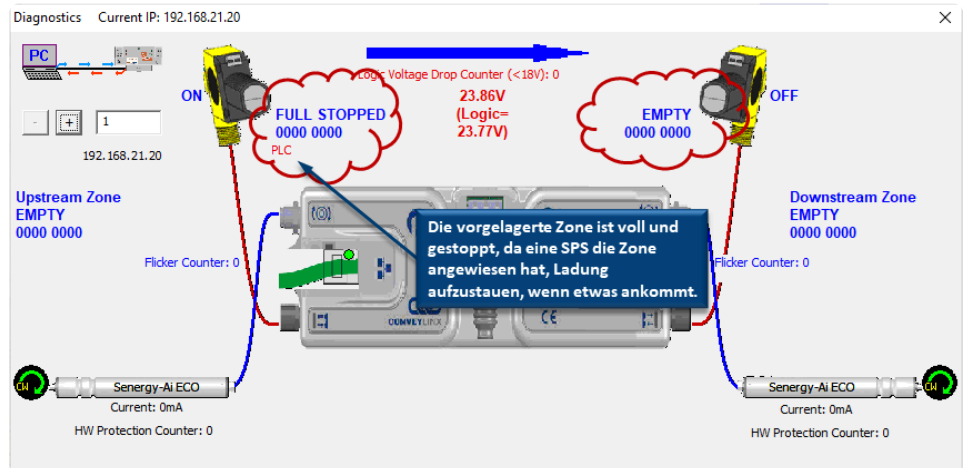 Diagnostics Current IP: 192.168.21.20
PC
ON
OFF
Logic Voltage Drop Counter (<18V): 0
23.86V
(Logic=
23.77V)
FULL STOPPED
0000 0000
PLC
EMPTY
0000 0000
- + 1
192.168.21.20
Upstream Zone
EMPTY
0000 0000
Downstream Zone
EMPTY
0000 0000
Die vorgelagerte Zone ist voll und
gestoppt, da eine SPS die Zone
angewiesen hat, Ladung
aufzustauen, wenn etwas ankommt.
Flicker Counter: 0
Flicker Counter: 0
CONVEYLINX
CE
CW
Senergy-Ai ECO
Current: 0mA
HW Protection Counter: 0
Senergy-Ai ECO
CW
Current: 0mA
HW Protection Counter: 0